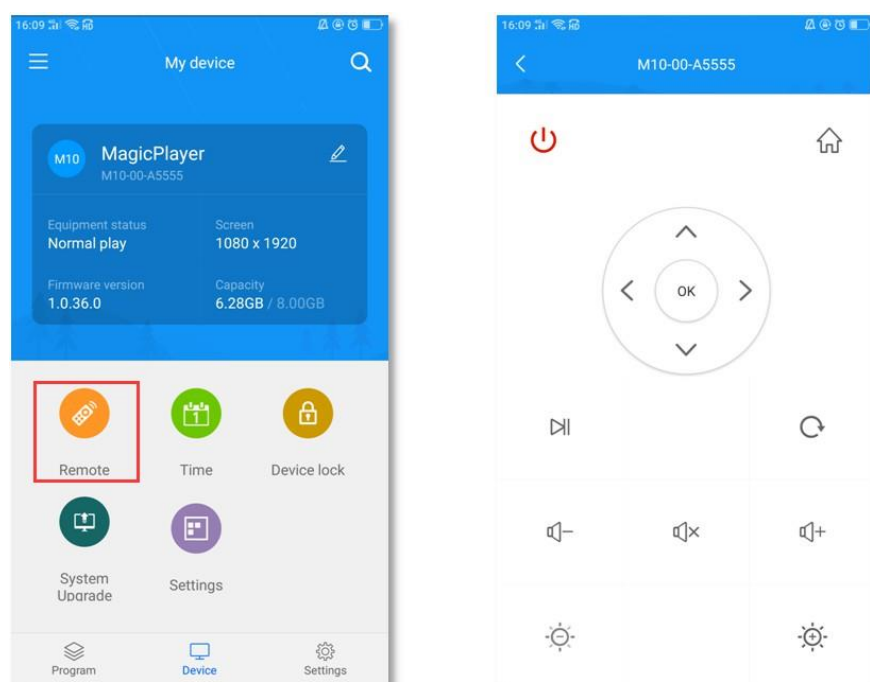 16:09
My device
M10
MagicPlayer
M10-00-A5555
Equipment status
Normal play
Screen
1080 x 1920
Firmware version
1.0.36.0
Capacity
6.28GB / 8.00GB
Remote
Time
Device lock
System
Upgrade
Settings
Program
Device
Settings
16:09
M10-00-A5555
OK